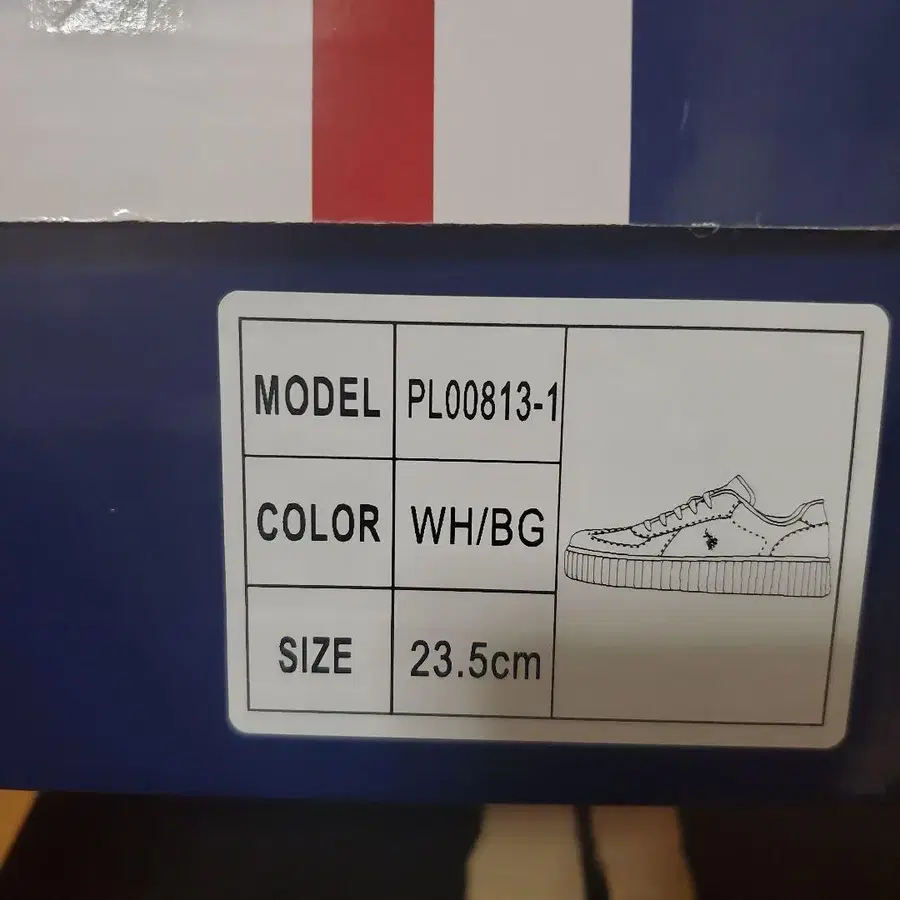 MODEL PL00813-1
COLOR WH/BG
SIZE 23.5cm